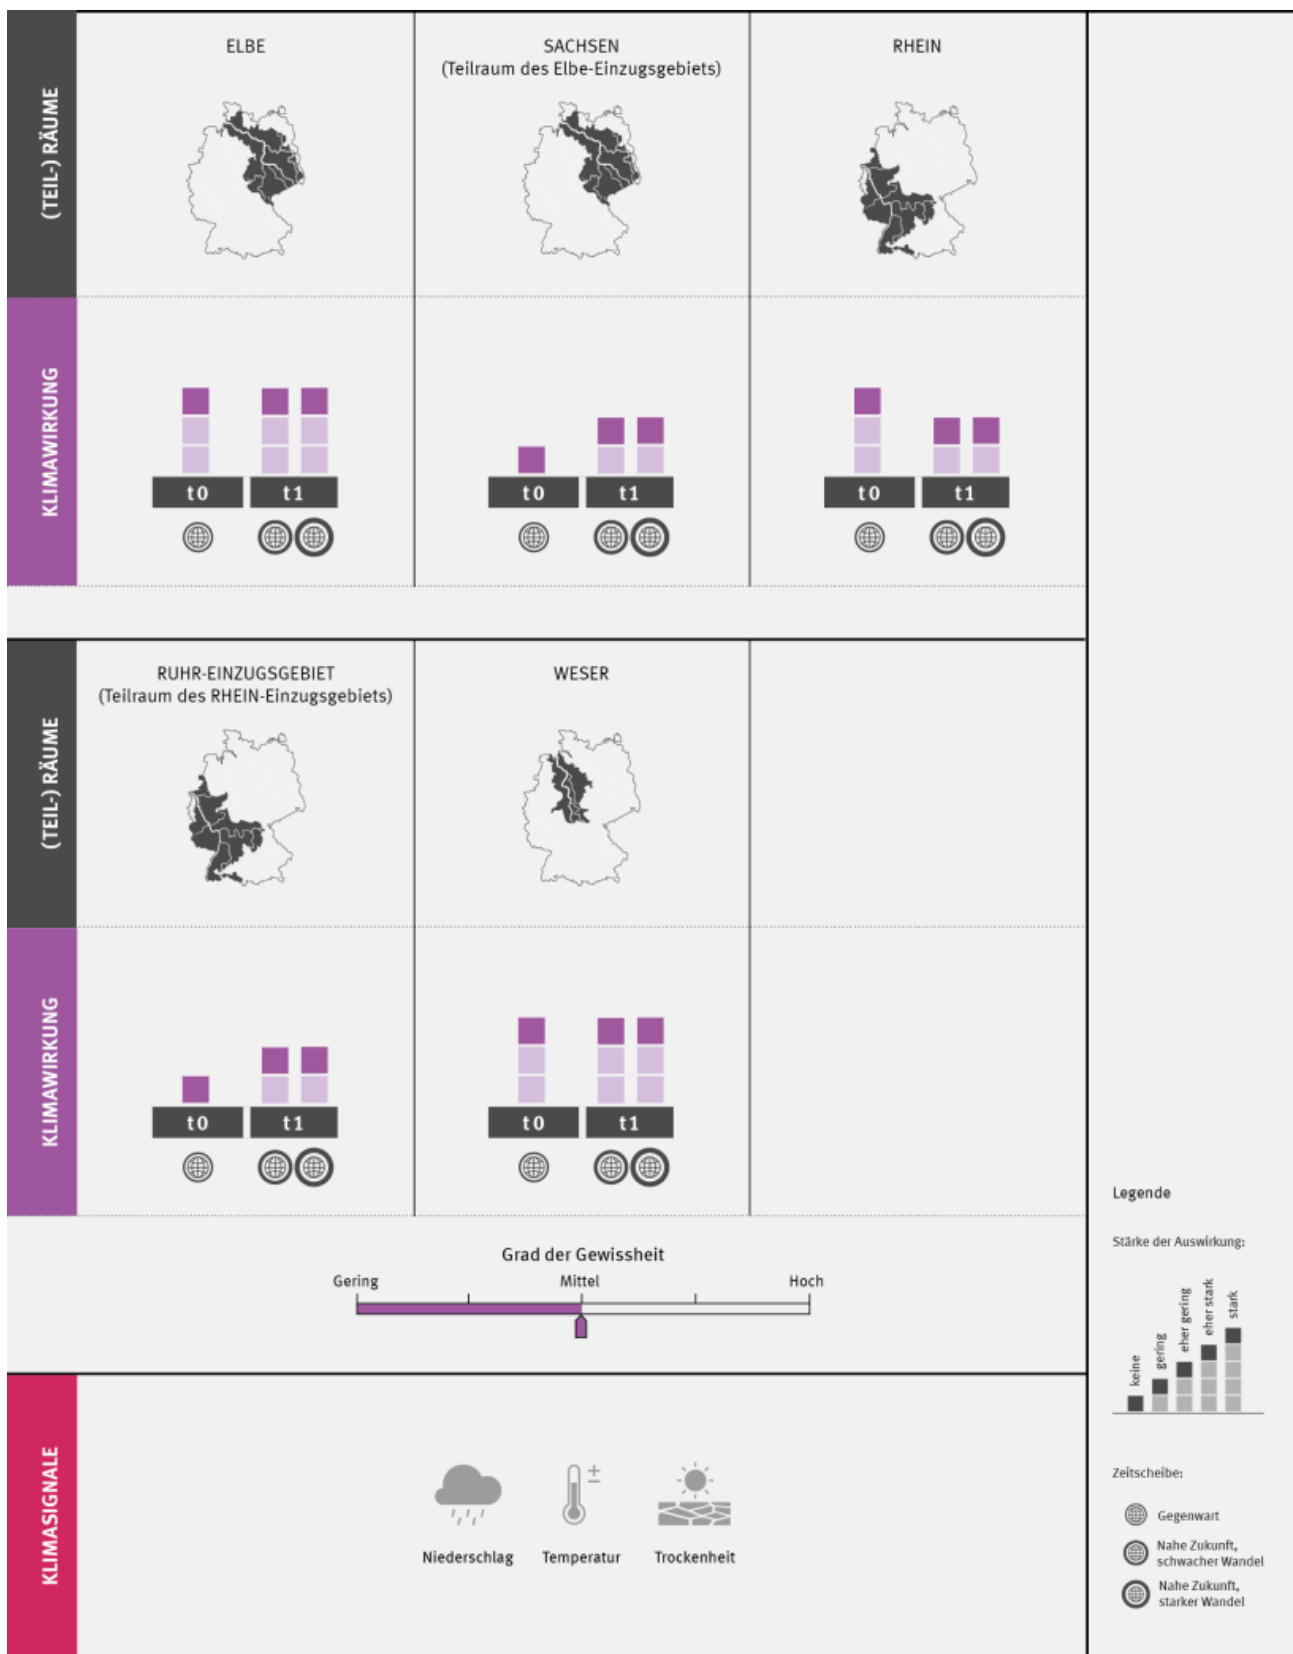 (TEIL-) RÄUME
ELBE
SACHSEN
(Teilraum des Elbe-Einzugsgebiets)
RHEIN
KLIMAWIRKUNG
t0
t1
t0
t1
t0
t1
(TEIL-) RÄUME
RUHR-EINZUGSGEBIET
(Teilraum des RHEIN-Einzugsgebiets)
WESER
KLIMAWIRKUNG
t0
t1
t0
t1
Grad der Gewissheit
Gering
Mittel
Hoch
KLIMASIGNALE
Niederschlag
Temperatur
Trockenheit
Legende
Stärke der Auswirkung:
keine
gering
eher gering
eher stark
stark
Zeitscheibe:
Gegenwart
Nahe Zukunft,
schwacher Wandel
Nahe Zukunft,
starker Wandel